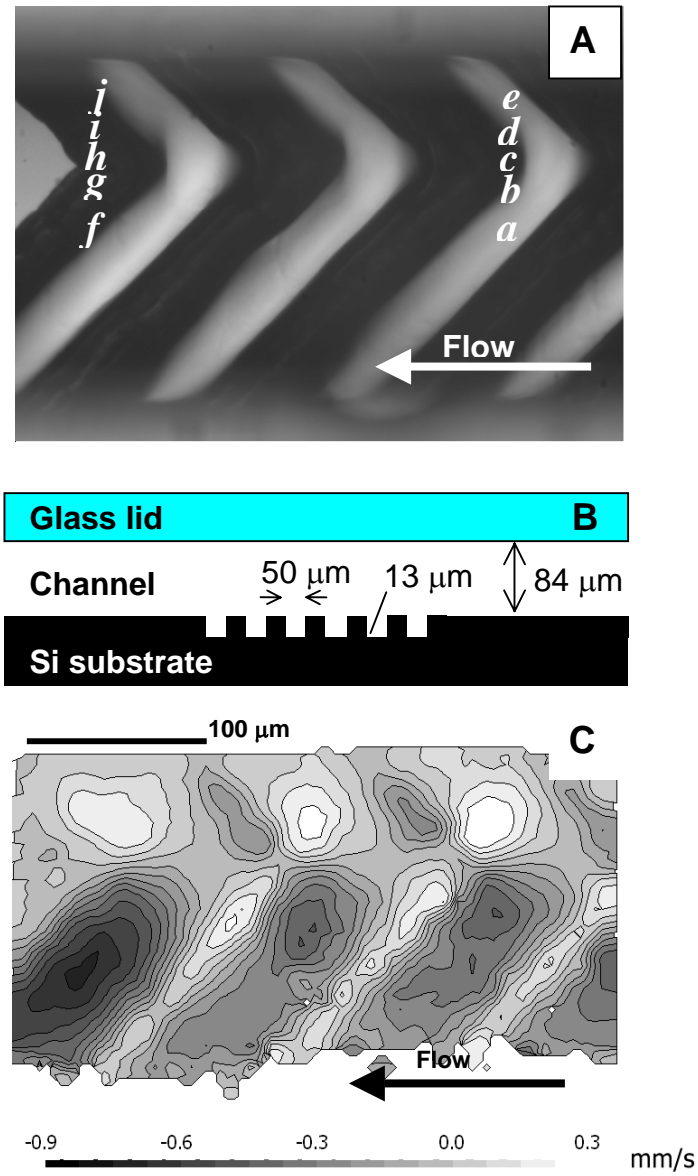 A
j
i
h
g
f
e
d
c
b
a
Flow
Glass lid B
Channel 50 μm 13 μm 84 μm
Si substrate
100 μm C
Flow
-0.9 -0.6 -0.3 0.0 0.3 mm/s